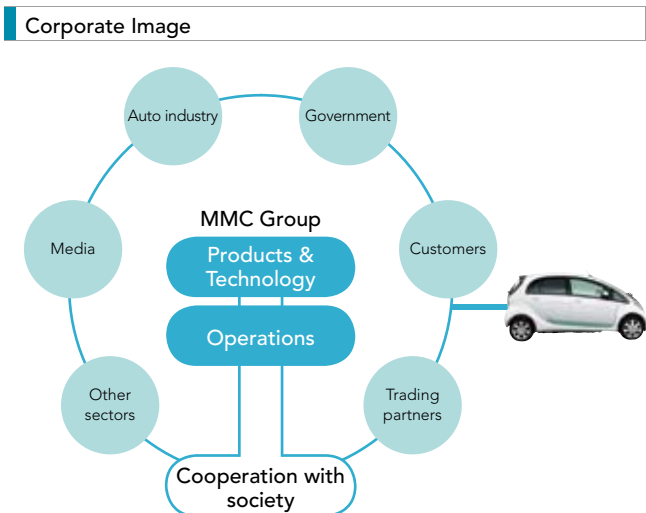 Corporate Image
Auto industry
Government
MMC Group
Media
Products &
Technology
Customers
Operations
Other
sectors
Trading
partners
Cooperation with
society